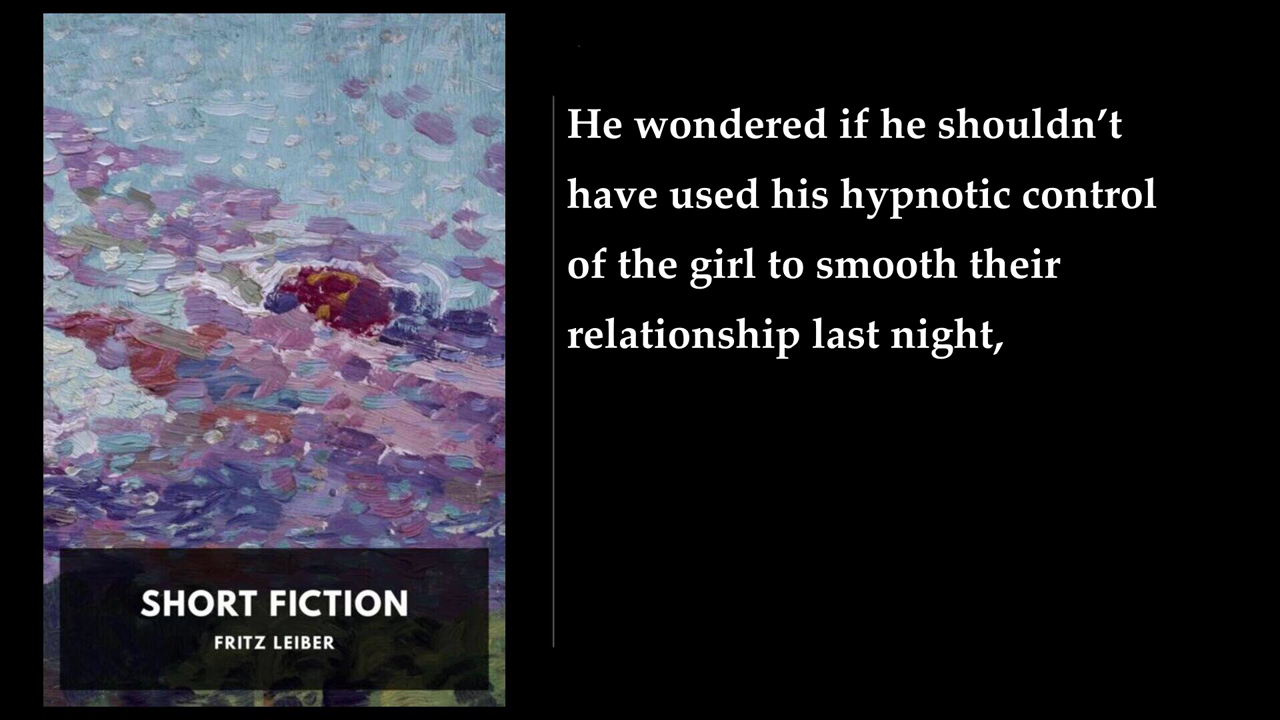 SHORT FICTION
FRITZ LEIBER
He wondered if he shouldn’t
have used his hypnotic control
of the girl to smooth their
relationship last night,